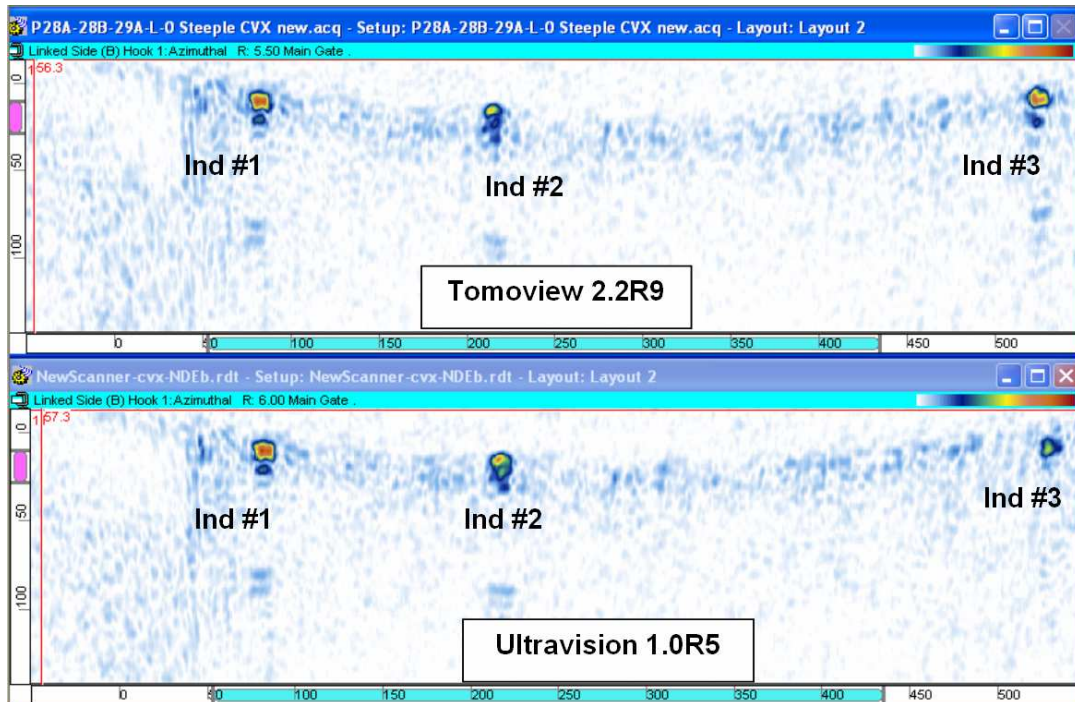 P28A-28B-29A-L-0 Steeple CVX new.acq - Setup: P28A-28B-29A-L-0 Steeple CVX new.acq - Layout: Layout 2
Linked Side (B) Hook 1:Azimuthal R: 5.50 Main Gate .
56.3
0
50
100
Ind #1
Ind #2
Ind #3
Tomoview 2.2R9
0 50 100 150 200 250 300 350 400 450 500
NewScanner-cvx-NDEb.rdt - Setup: NewScanner-cvx-NDEb.rdt - Layout: Layout 2
Linked Side (B) Hook 1:Azimuthal R: 6.00 Main Gate .
57.3
0
50
100
Ind #1
Ind #2
Ind #3
Ultravision 1.0R5
0 50 100 150 200 250 300 350 400 450 500